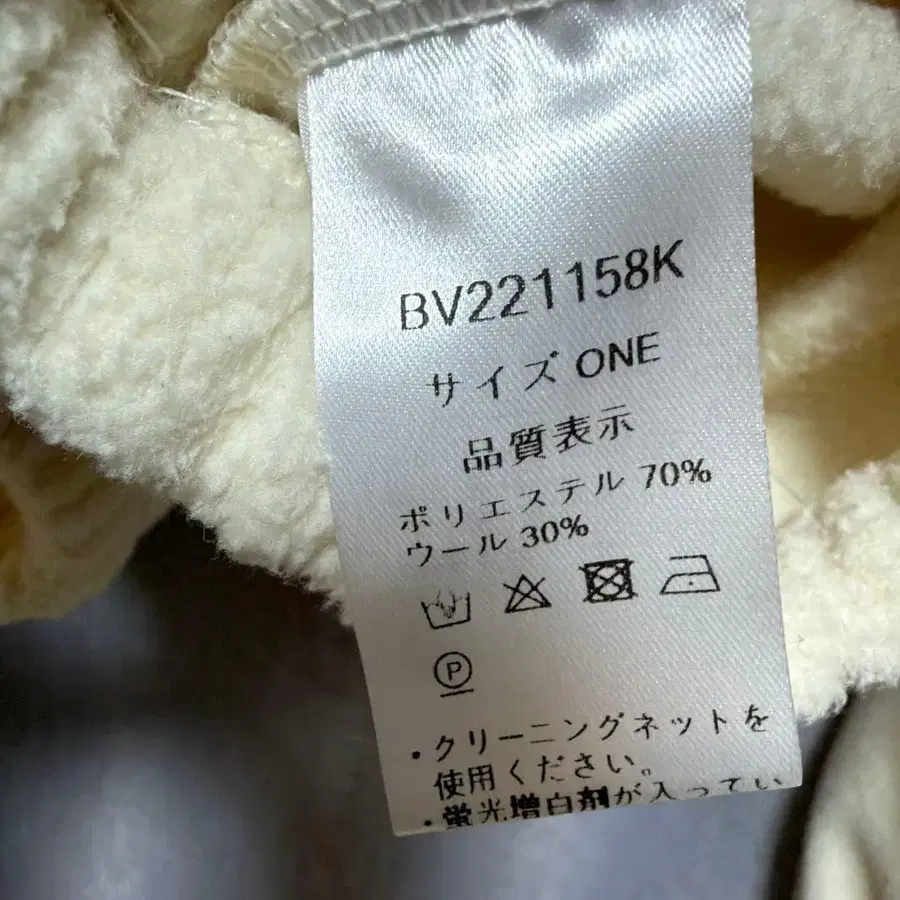 BV221158K
サイズ ONE
品質表示
ポリエステル 70%
ウール 30%
P
・クリーニングネットを
使用ください。
・蛍光増白剤が入ってい